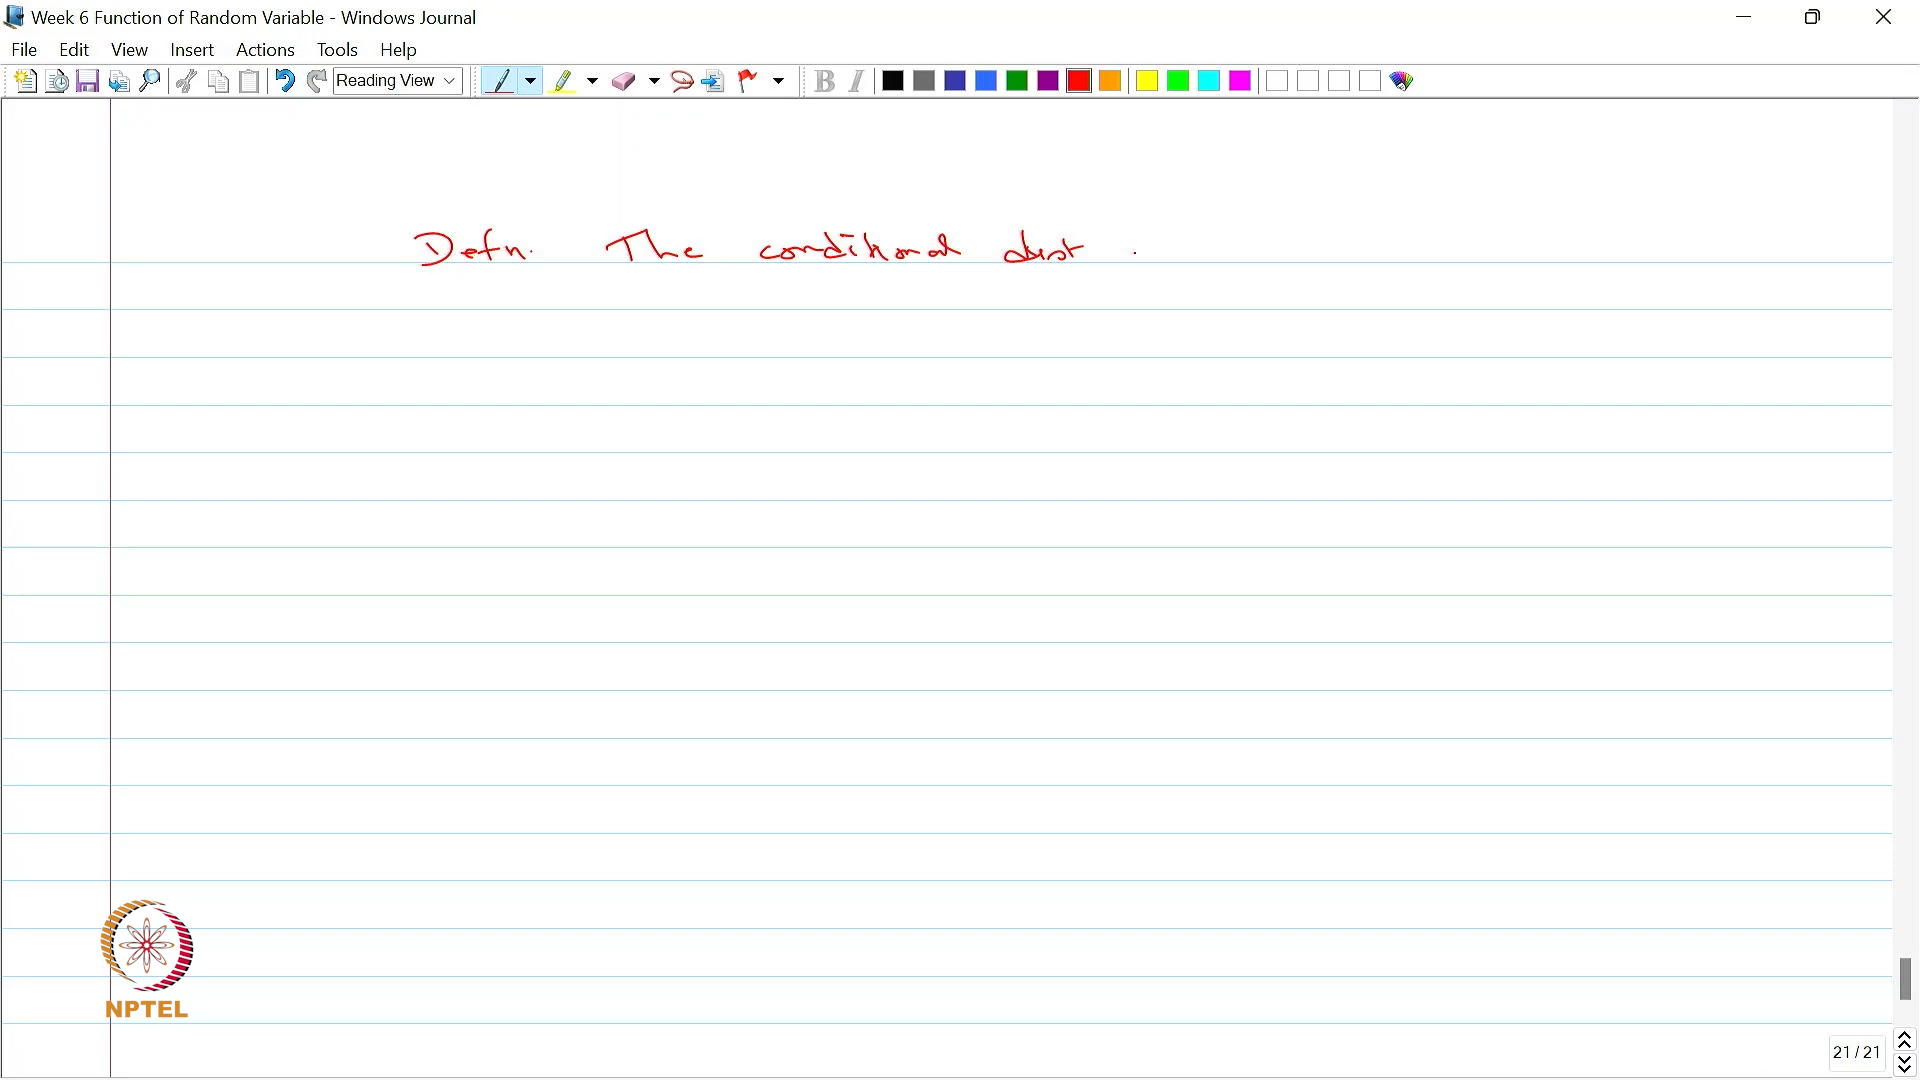 Week 6 Function of Random Variable - Windows Journal
File Edit View Insert Actions Tools Help
Reading View B I
Defn. The conditional dist .
NPTEL
21 / 21